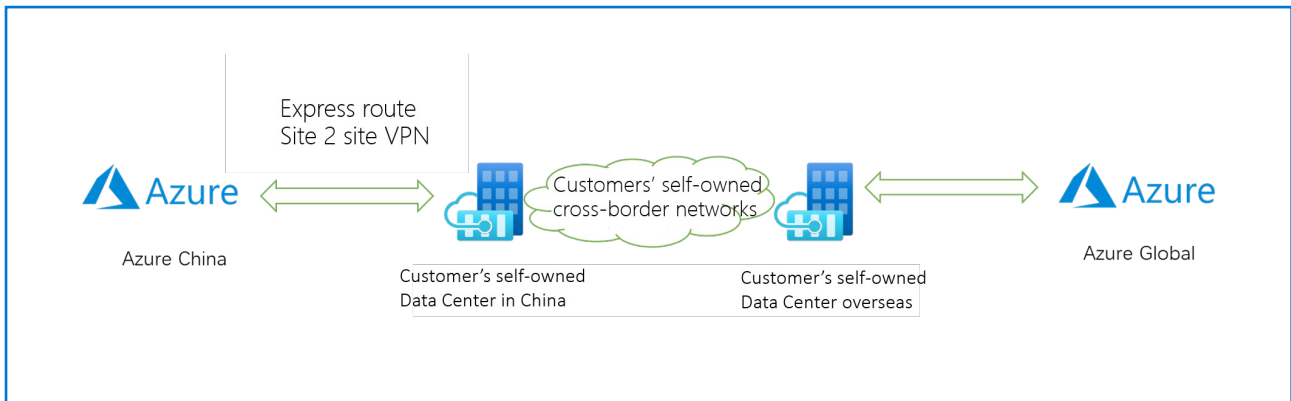 Express route
Site 2 site VPN
Azure
Azure China
Customers' self-owned
cross-border networks
Customer's self-owned
Data Center in China
Customer's self-owned
Data Center overseas
Azure
Azure Global